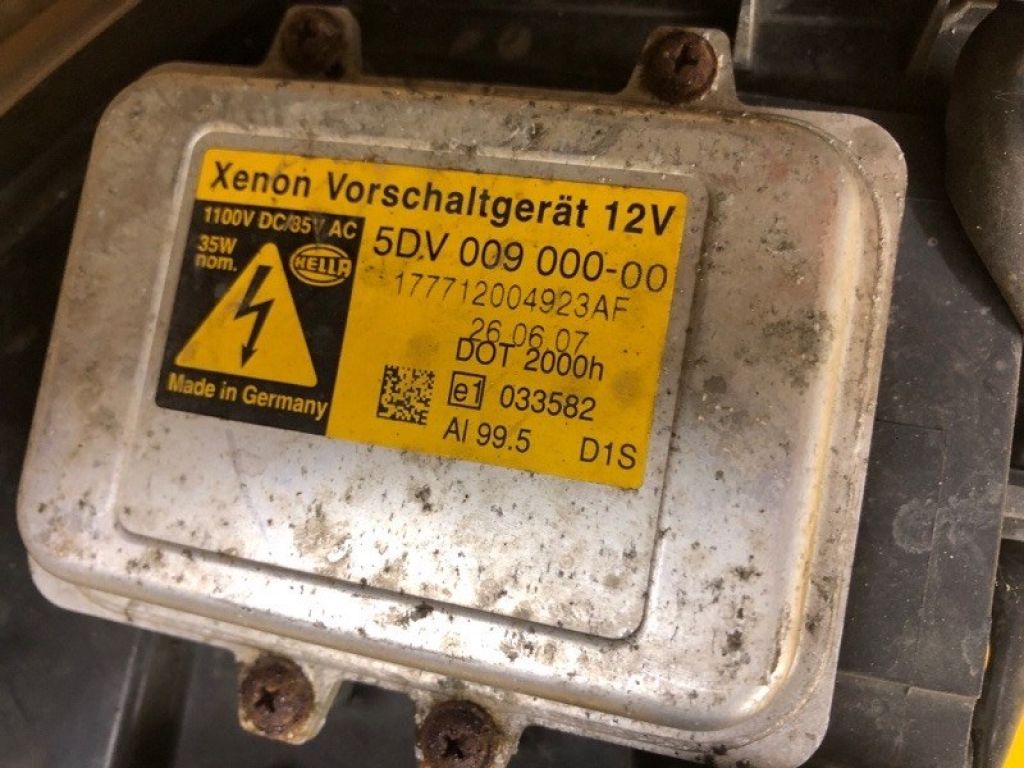 Xenon Vorschaltgerät 12V
1100V DC/85V AC
35W
nom.
HELLA
Made in Germany
5DV 009 000-00
177712004923AF
26.06.07
DOT 2000h
e1 033582
Al 99.5 D1S